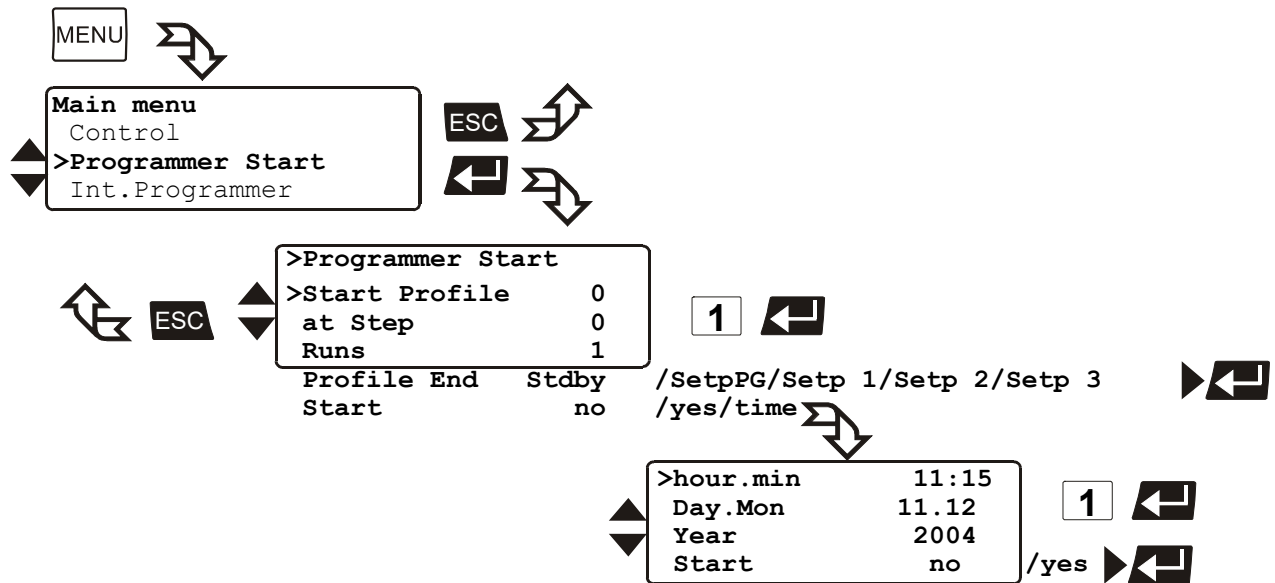 MENU
Main menu
Control
>Programmer Start
Int.Programmer
ESC
>Programmer Start
>Start Profile 0
at Step 0
Runs 1
Profile End Stdby /SetpPG/Setp 1/Setp 2/Setp 3
Start no /yes/time
ESC
1
>hour.min 11:15
Day.Mon 11.12
Year 2004
Start no /yes
1